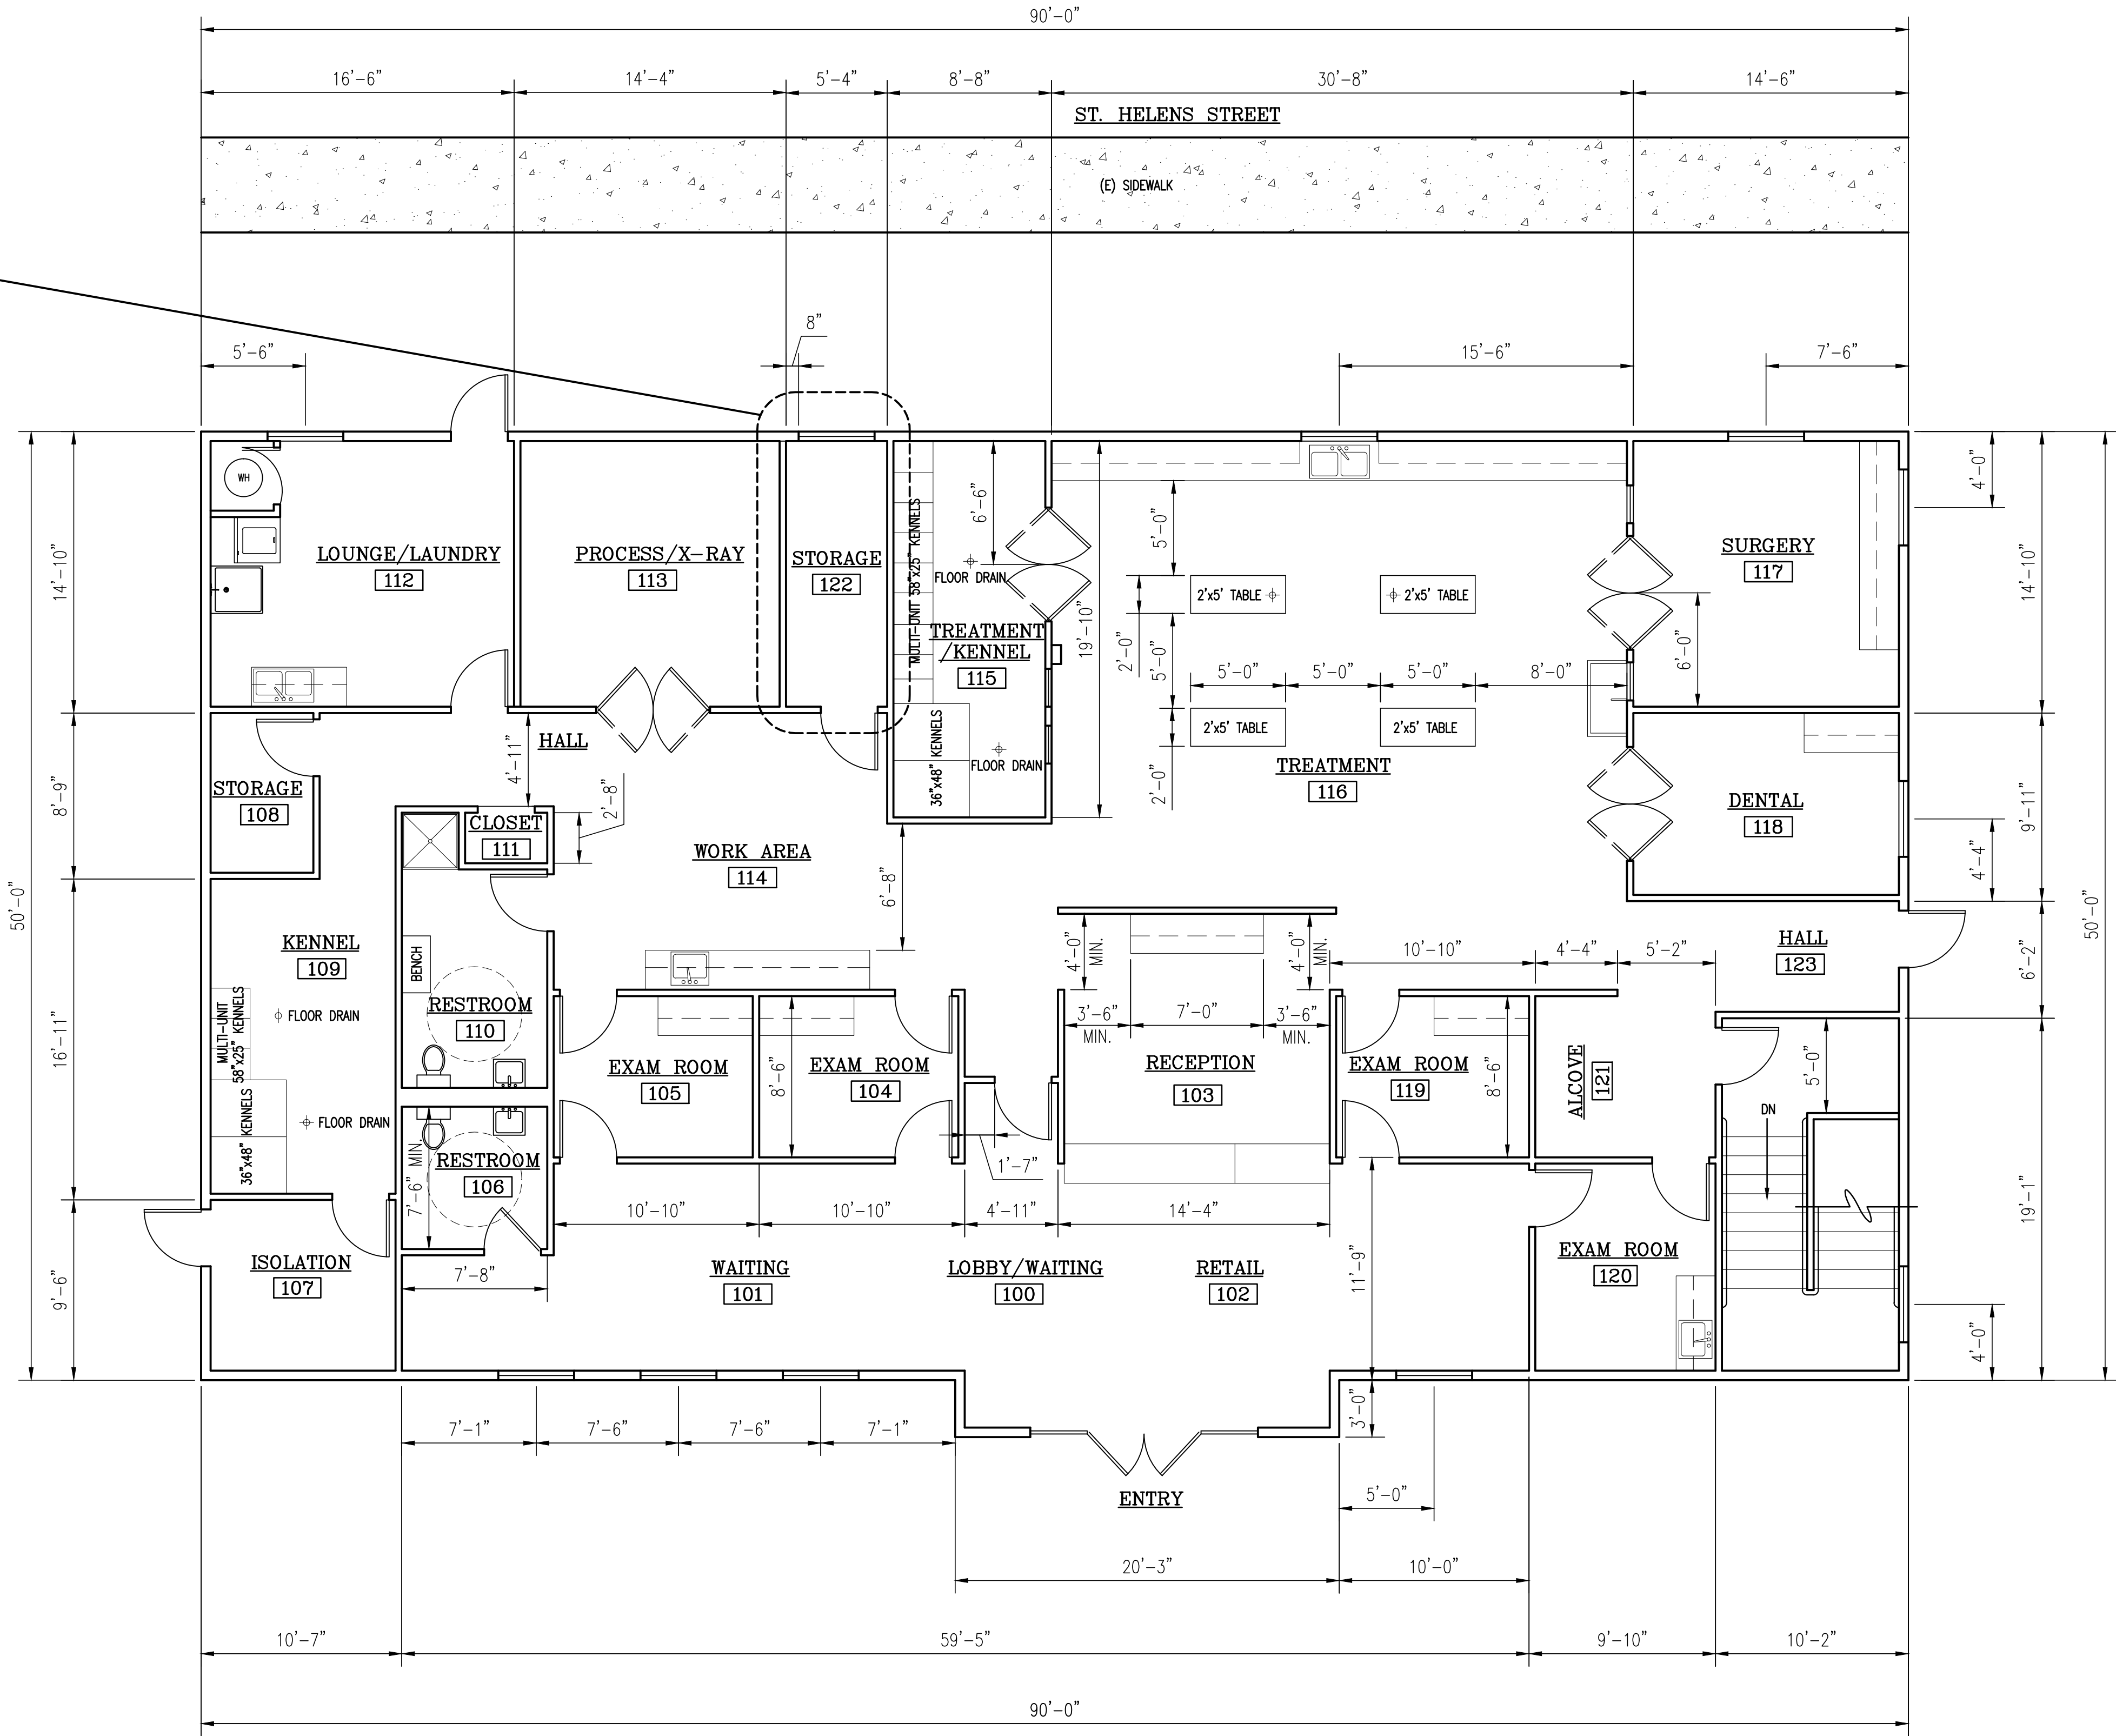 90'-0"
16'-6"
14'-4"
5'-4"
8'-8"
30'-8"
14'-6"
ST. HELENS STREET
(E) SIDEWALK
8"
5'-6"
15'-6"
7'-6"
WH
LOUNGE/LAUNDRY
112
PROCESS/X-RAY
113
STORAGE
122
MULTI-UNIT 58"x25" KENNELS
6'-6"
FLOOR DRAIN
TREATMENT
/KENNEL
115
36"x48" KENNELS
FLOOR DRAIN
19'-10"
5'-0"
2'-0"
5'-0"
2'-0"
2'x5' TABLE
2'x5' TABLE
5'-0"
5'-0"
5'-0"
8'-0"
2'x5' TABLE
2'x5' TABLE
TREATMENT
116
SURGERY
117
6'-0"
DENTAL
118
4'-0"
14'-10"
9'-11"
4'-4"
6'-2"
50'-0"
19'-1"
4'-0"
50'-0"
14'-10"
8'-9"
16'-11"
9'-6"
HALL
4'-11"
2'-8"
STORAGE
108
CLOSET
111
WORK AREA
114
6'-8"
KENNEL
109
BENCH
MULTI-UNIT
58"x25" KENNELS
FLOOR DRAIN
36"x48" KENNELS
FLOOR DRAIN
RESTROOM
110
EXAM ROOM
105
EXAM ROOM
104
8'-6"
4'-0"
MIN.
4'-0"
MIN.
3'-6"
MIN.
7'-0"
3'-6"
MIN.
RECEPTION
103
10'-10"
4'-4"
5'-2"
HALL
123
EXAM ROOM
119
8'-6"
ALCOVE
121
5'-0"
DN
7'-6" MIN.
RESTROOM
106
1'-7"
10'-10"
10'-10"
4'-11"
14'-4"
ISOLATION
107
7'-8"
WAITING
101
LOBBY/WAITING
100
RETAIL
102
11'-9"
EXAM ROOM
120
3'-0"
7'-1"
7'-6"
7'-6"
7'-1"
ENTRY
5'-0"
20'-3"
10'-0"
10'-7"
59'-5"
9'-10"
10'-2"
90'-0"